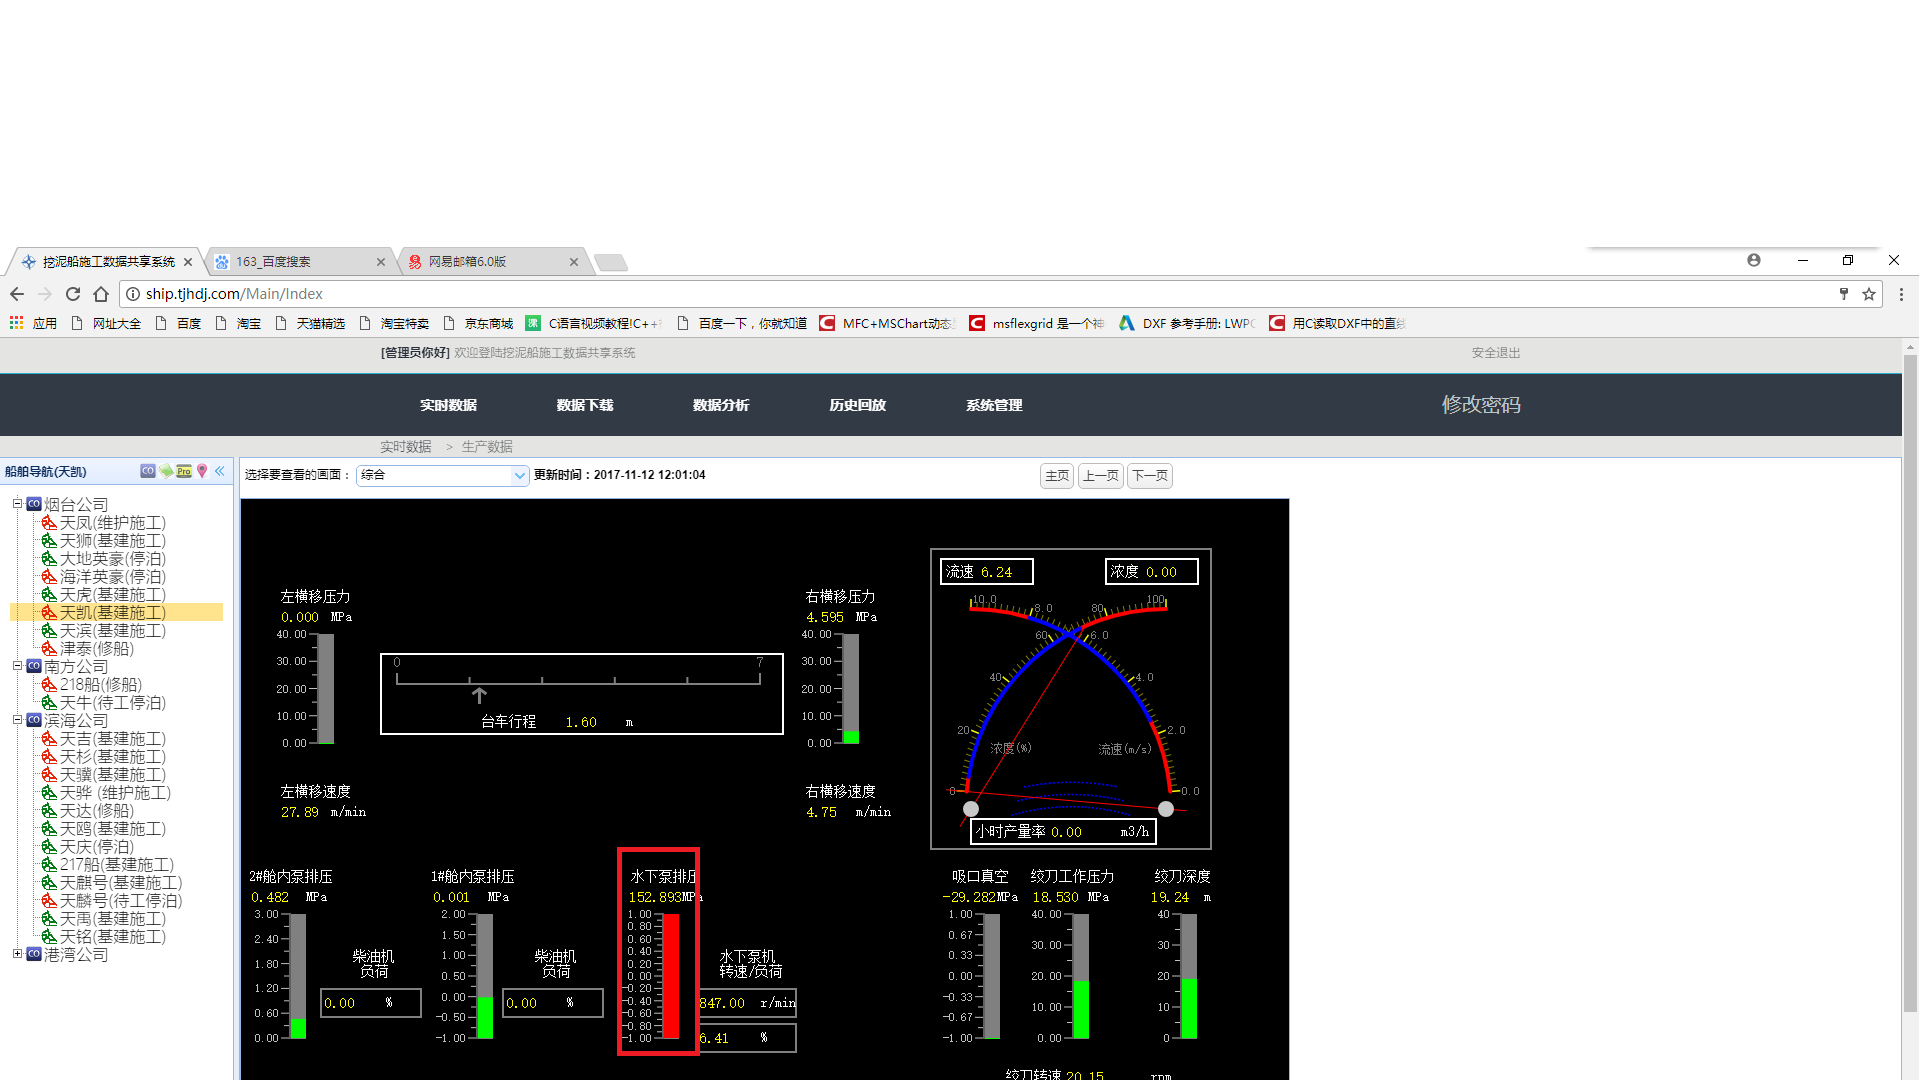 挖泥船施工数据共享系统
163_百度搜索
网易邮箱6.0版
ship.tjhdj.com/Main/Index
应用 网址大全 百度 淘宝 天猫精选 淘宝特卖 京东商城 C语言视频教程!C++ 百度一下，你就知道 MFC+MSChart动态 msflexgrid 是一个神 DXF 参考手册: LWPO 用C读取DXF中的直线
[管理员你好] 欢迎登陆挖泥船施工数据共享系统
安全退出
实时数据 数据下载 数据分析 历史回放 系统管理
修改密码
实时数据 > 生产数据
船舶导航(天凯)
CO Pro
选择要查看的画面： 综合 更新时间：2017-11-12 12:01:04
主页 上一页 下一页
CO 烟台公司
天凤(维护施工)
天狮(基建施工)
大地英豪(停泊)
海洋英豪(停泊)
天虎(基建施工)
天凯(基建施工)
天滨(基建施工)
津泰(修船)
CO 南方公司
218船(修船)
天牛(待工停泊)
CO 滨海公司
天吉(基建施工)
天杉(基建施工)
天骥(基建施工)
天骅 (维护施工)
天达(修船)
天鸥(基建施工)
天庆(停泊)
217船(基建施工)
天麒号(基建施工)
天麟号(待工停泊)
天禹(基建施工)
天铭(基建施工)
CO 港湾公司
左横移压力
0.000 MPa
40.00
30.00
20.00
10.00
0.00
左横移速度
27.89 m/min
0 7
台车行程 1.60 m
右横移压力
4.595 MPa
40.00
30.00
20.00
10.00
0.00
右横移速度
4.75 m/min
流速 6.24
浓度 0.00
10.0 8.0 80 100
60 6.0
40 4.0
20 2.0
浓度(%) 流速(m/s)
0 0.0
小时产量率 0.00 m3/h
2#舱内泵排压
0.482 MPa
3.00
2.40
1.80
1.20
0.60
0.00
柴油机
负荷
0.00 %
1#舱内泵排压
0.001 MPa
2.00
1.50
1.00
0.50
0.00
-0.50
-1.00
柴油机
负荷
0.00 %
水下泵排压
152.893MPa
1.00
0.80
0.60
0.40
0.20
0.00
-0.20
-0.40
-0.60
-0.80
-1.00
水下泵机
转速/负荷
847.00 r/min
6.41 %
吸口真空
-29.282MPa
1.00
0.67
0.33
0.00
-0.33
-0.67
-1.00
绞刀工作压力
18.530 MPa
40.00
30.00
20.00
10.00
0.00
绞刀深度
19.24 m
40
30
20
10
0
绞刀转速 20.15 rpm